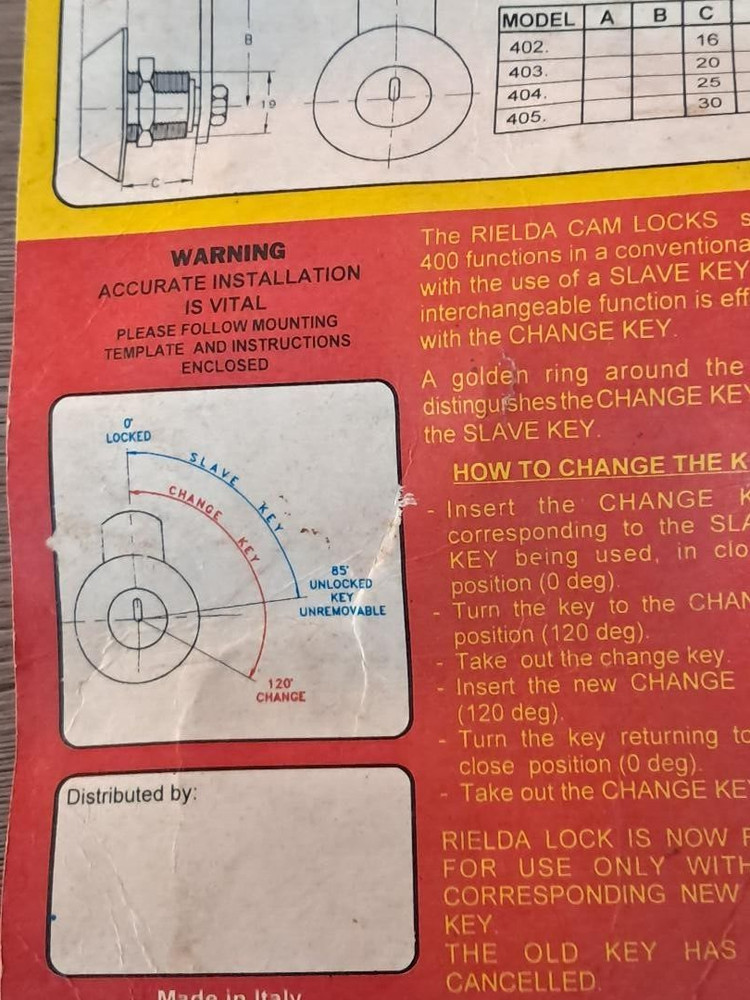 MODEL A B C
402. 16
403. 20
404. 25
405. 30
B
19
C
WARNING
ACCURATE INSTALLATION
IS VITAL
PLEASE FOLLOW MOUNTING
TEMPLATE AND INSTRUCTIONS
ENCLOSED
0°
LOCKED
SLAVE KEY
CHANGE KEY
85°
UNLOCKED
KEY
UNREMOVABLE
120°
CHANGE
Distributed by:
Made in Italy
The RIELDA CAM LOCKS s
400 functions in a conventiona
with the use of a SLAVE KEY
interchangeable function is eff
with the CHANGE KEY.
A golden ring around the
distinguishes the CHANGE KEY
the SLAVE KEY.
HOW TO CHANGE THE K
- Insert the CHANGE K
corresponding to the SLA
KEY being used, in clo
position (0 deg).
- Turn the key to the CHAN
position (120 deg).
- Take out the change key.
- Insert the new CHANGE
(120 deg).
- Turn the key returning to
close position (0 deg).
- Take out the CHANGE KE
RIELDA LOCK IS NOW R
FOR USE ONLY WITH
CORRESPONDING NEW
KEY.
THE OLD KEY HAS
CANCELLED.